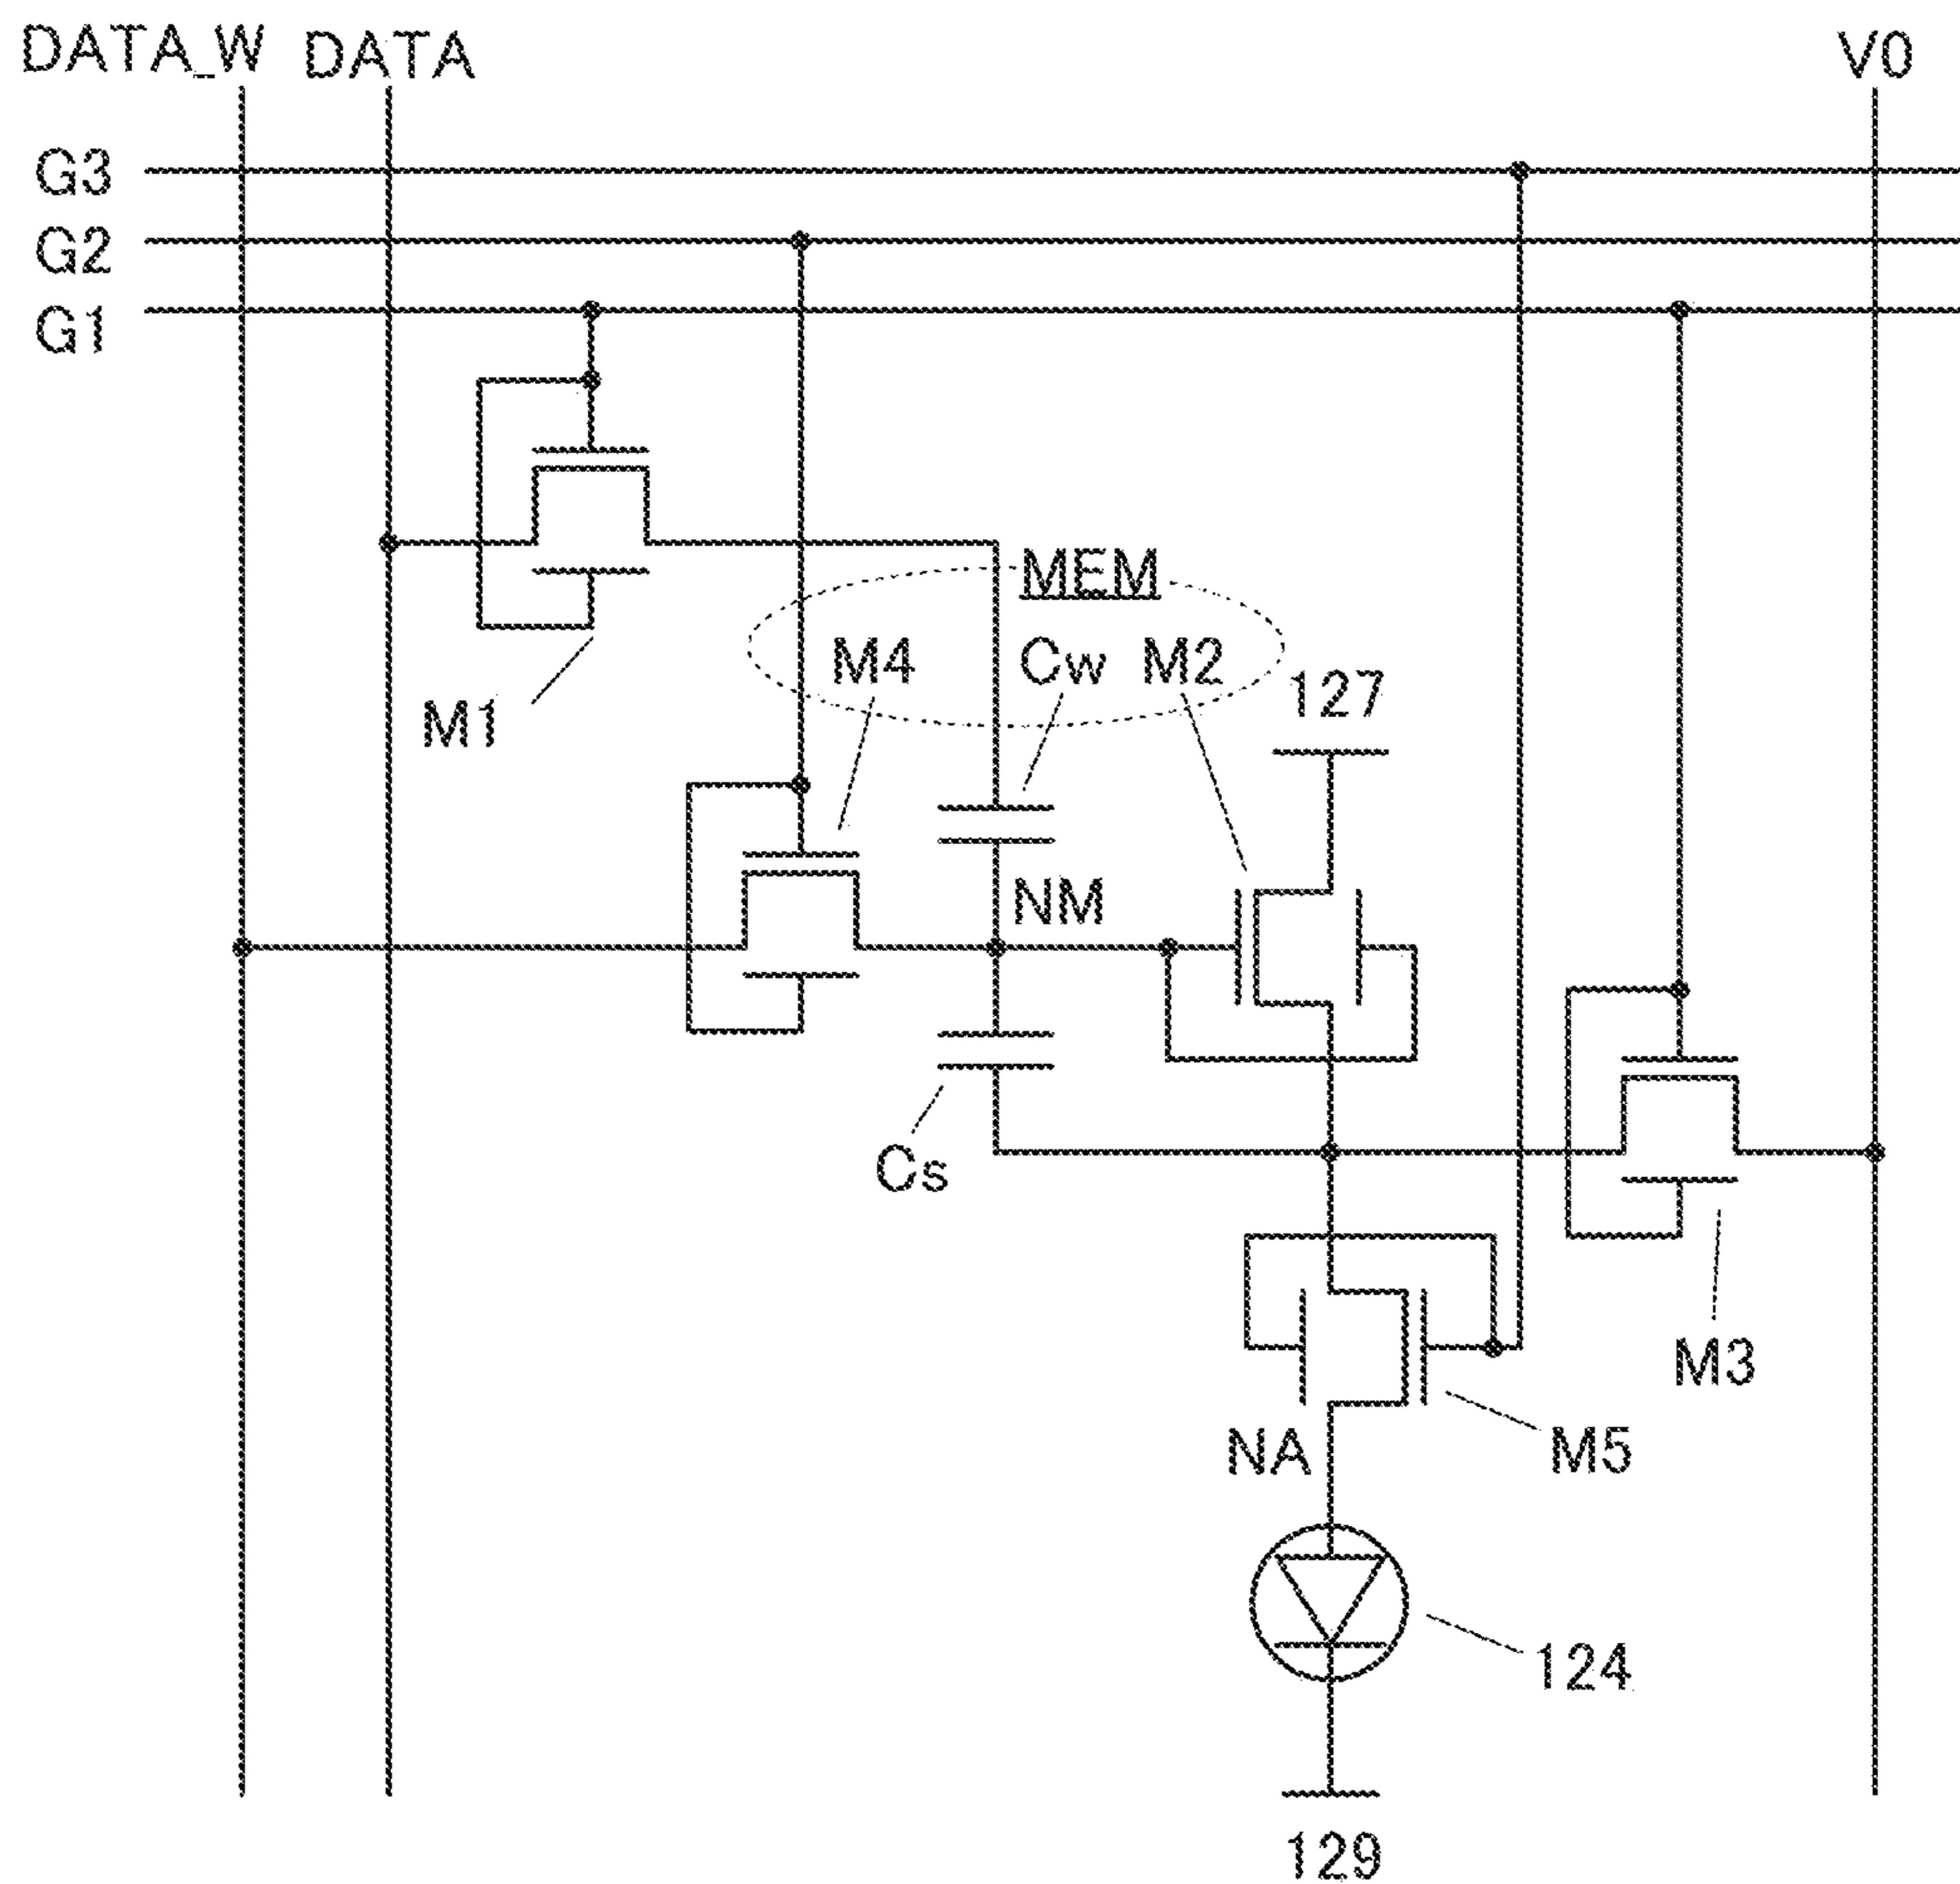 DATA_W DATA V0
G3
G2
G1
MEM
M4 Cw M2
127
M1
NM
Cs
M3
NA M5
124
129